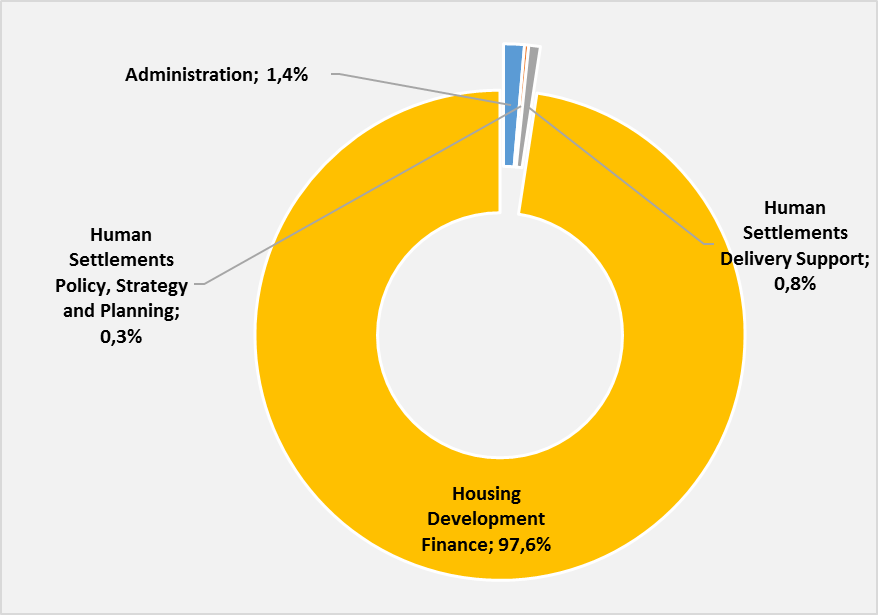 Administration; 1,4%
Human
Settlements
Policy, Strategy
and Planning;
0,3%
Human
Settlements
Delivery Support;
0,8%
Housing
Development
Finance; 97,6%